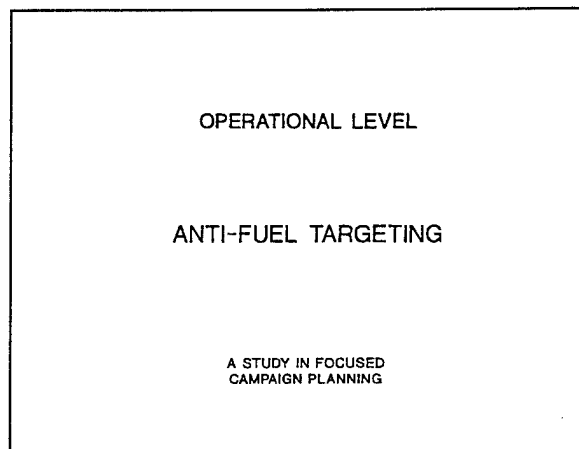 OPERATIONAL LEVEL
ANTI-FUEL TARGETING
A STUDY IN FOCUSED
CAMPAIGN PLANNING